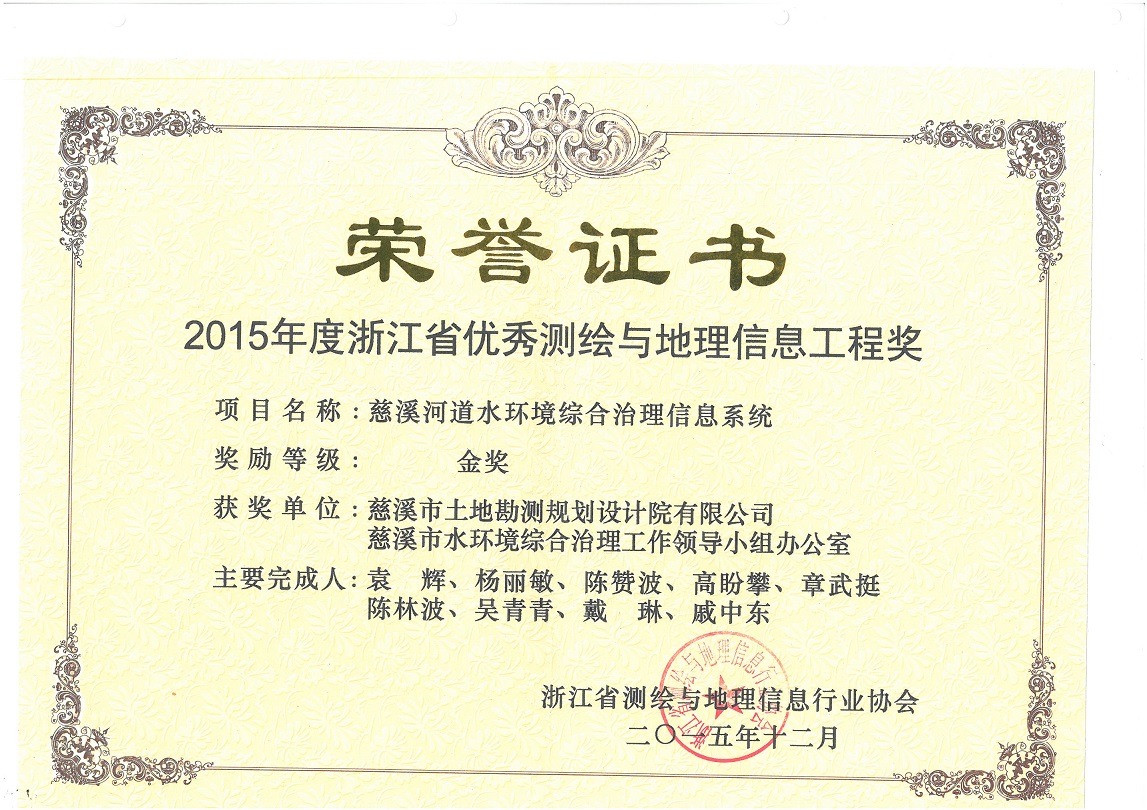 荣誉证书
2015年度浙江省优秀测绘与地理信息工程奖
项目名称：慈溪河道水环境综合治理信息系统
奖励等级： 金奖
获奖单位：慈溪市土地勘测规划设计院有限公司
慈溪市水环境综合治理工作领导小组办公室
主要完成人：袁 辉、杨丽敏、陈赞波、高盼攀、章武挺
陈林波、吴青青、戴 琳、戚中东
浙江省测绘与地理信息行业协会
浙江省测绘与地理信息行业协会
二〇一五年十二月